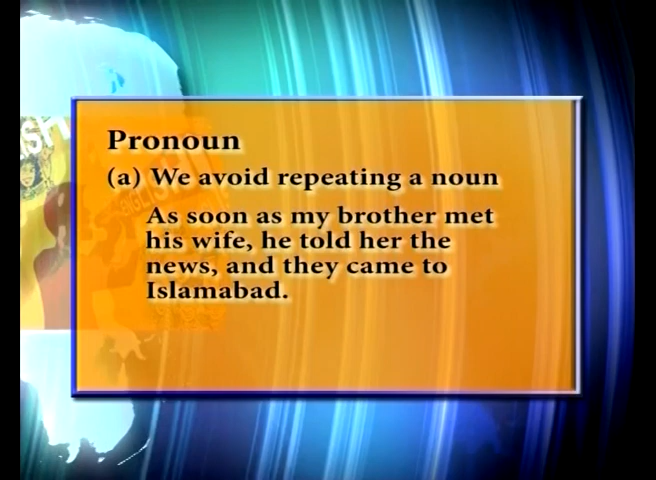 Pronoun
(a) We avoid repeating a noun
As soon as my brother met
his wife, he told her the
news, and they came to
Islamabad.